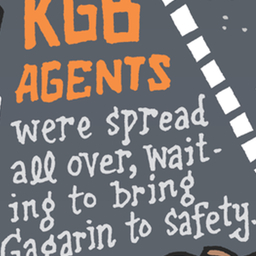 KGB
AGENTS
were spread
all over, wait-
ing to bring
Gagarin to safety.